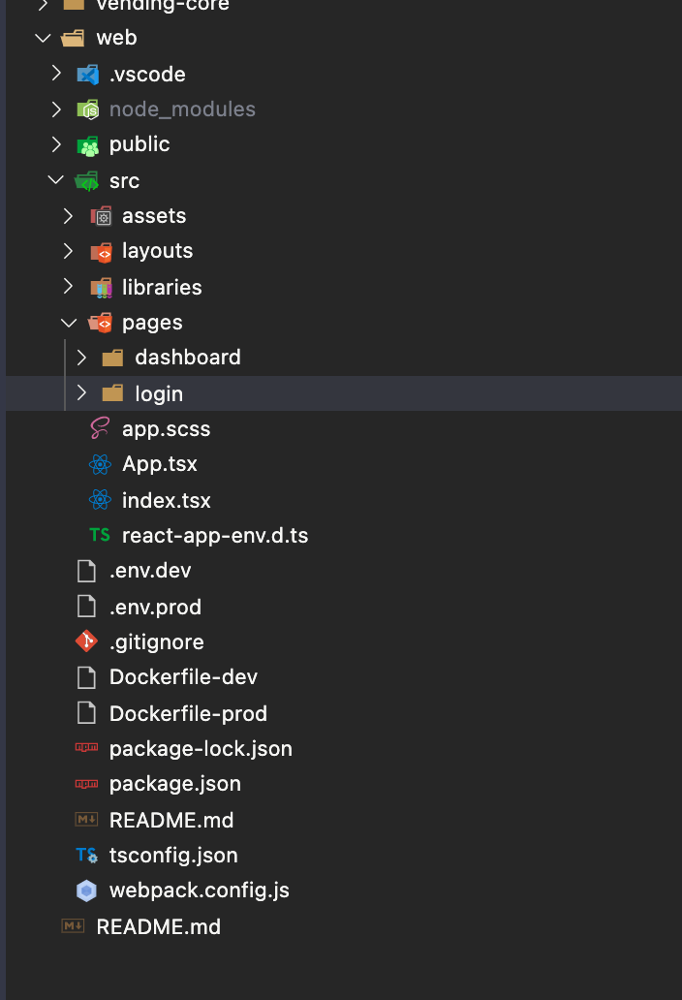 vending-core
web
.vscode
node_modules
public
src
assets
layouts
libraries
pages
dashboard
login
app.scss
App.tsx
index.tsx
TS react-app-env.d.ts
.env.dev
.env.prod
.gitignore
Dockerfile-dev
Dockerfile-prod
package-lock.json
package.json
README.md
TS tsconfig.json
webpack.config.js
README.md